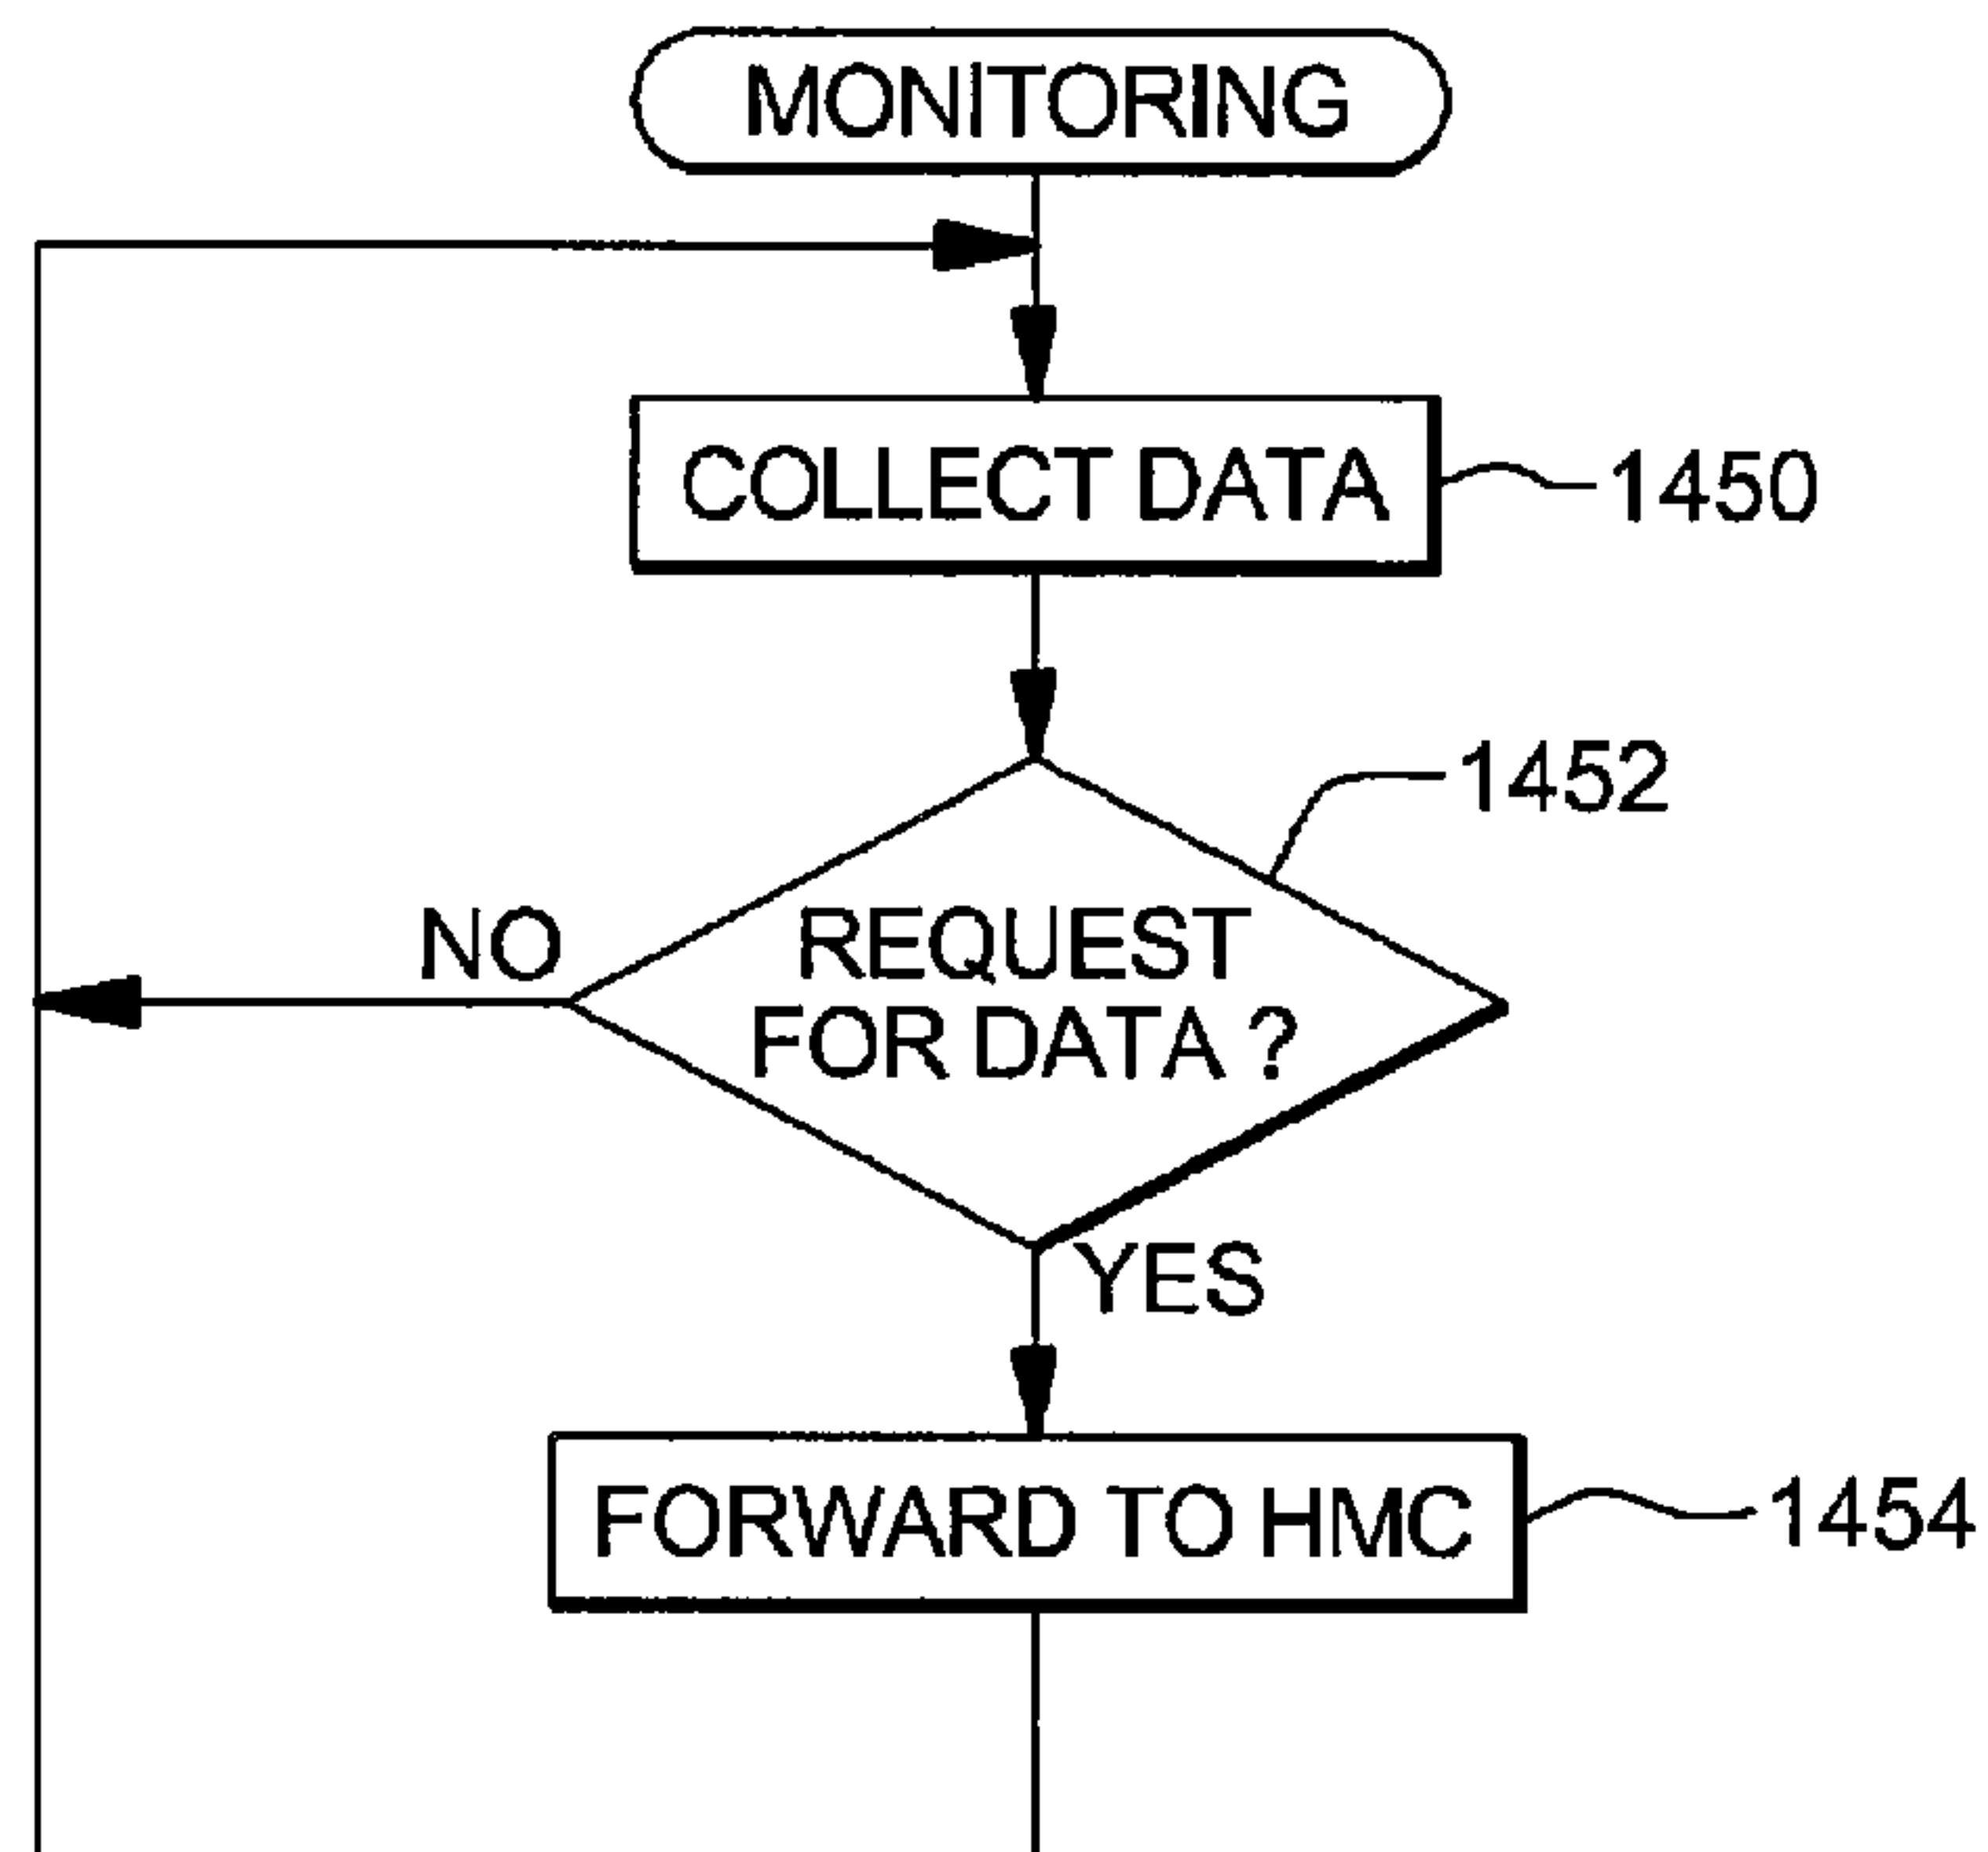 MONITORING
COLLECT DATA
1450
1452
NO
REQUEST
FOR DATA ?
YES
FORWARD TO HMC
1454